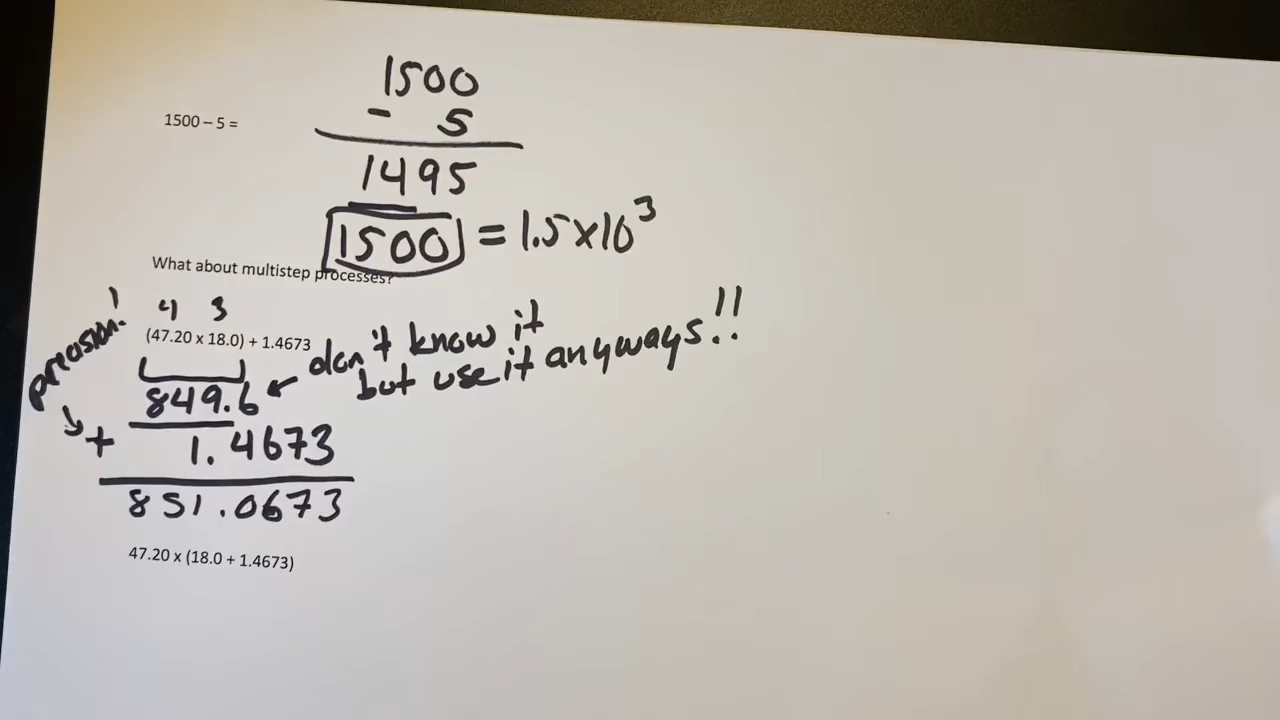 1500
1500 – 5 =
- 5
1495
1500 = 1.5x10³
What about multistep processes?
precision!
4 3
(47.20 x 18.0) + 1.4673
don't know it
but use it anyways!!
849.6
+ 1.4673
851.0673
47.20 x (18.0 + 1.4673)